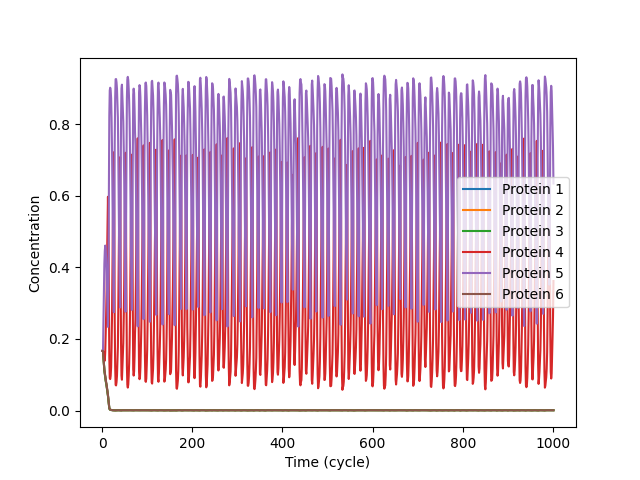 0.8
0.6
0.4
0.2
0.0
Concentration
0
200
400
600
800
1000
Time (cycle)
Protein 1
Protein 2
Protein 3
Protein 4
Protein 5
Protein 6